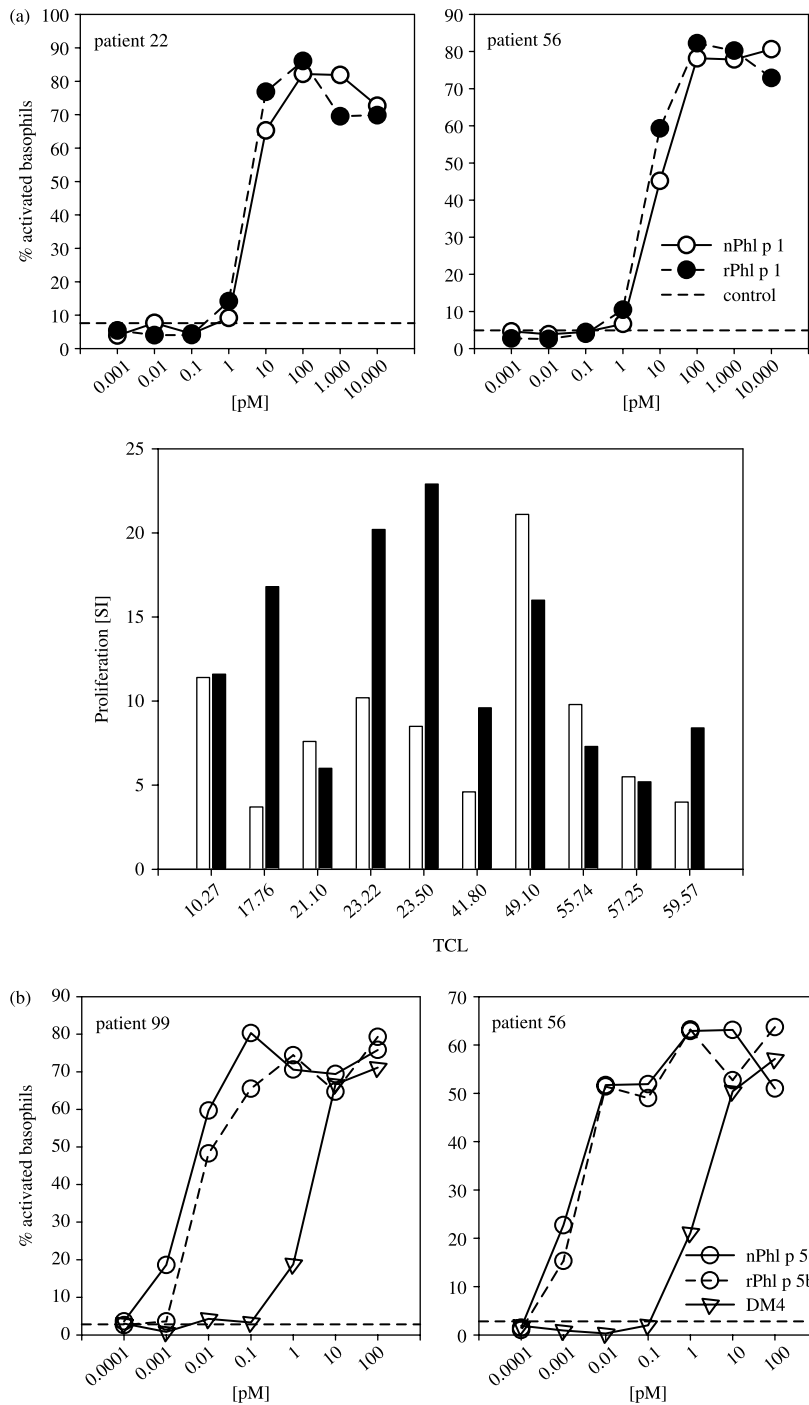 (a)
100
90
80
70
60
50
40
30
20
10
0
% activated basophils
patient 22
0.001 0.01 0.1 1 10 100 1.000 10.000
[pM]
90
80
70
60
50
40
30
20
10
0
patient 56
nPhl p 1
rPhl p 1
control
0.001 0.01 0.1 1 10 100 1.000 10.000
[pM]
25
20
15
10
5
0
Proliferation [SI]
10.27 17.76 21.10 23.22 23.50 41.80 49.10 55.74 57.25 59.57
TCL
(b)
90
80
70
60
50
40
30
20
10
0
% activated basophils
patient 99
0.0001 0.001 0.01 0.1 1 10 100
[pM]
70
60
50
40
30
20
10
0
patient 56
nPhl p 5
rPhl p 5b
DM4
0.0001 0.001 0.01 0.1 1 10 100
[pM]